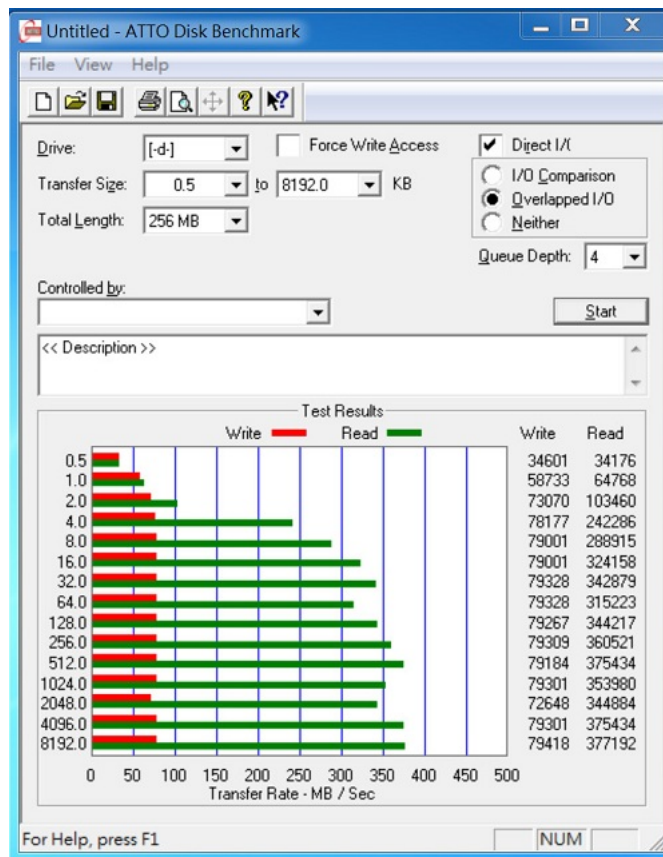 Untitled - ATTO Disk Benchmark
File View Help
Drive: [-d-] Force Write Access Direct I/(
Transfer Size: 0.5 to 8192.0 KB
I/O Comparison
Overlapped I/O
Total Length: 256 MB
Neither
Queue Depth: 4
Controlled by:
Start
<< Description >>
Test Results
Write Read Write Read
0.5 34601 34176
1.0 58733 64768
2.0 73070 103460
4.0 78177 242286
8.0 79001 288915
16.0 79001 324158
32.0 79328 342879
64.0 79328 315223
128.0 79267 344217
256.0 79309 360521
512.0 79184 375434
1024.0 79301 353980
2048.0 72648 344884
4096.0 79301 375434
8192.0 79418 377192
0 50 100 150 200 250 300 350 400 450 500
Transfer Rate - MB / Sec
For Help, press F1 NUM